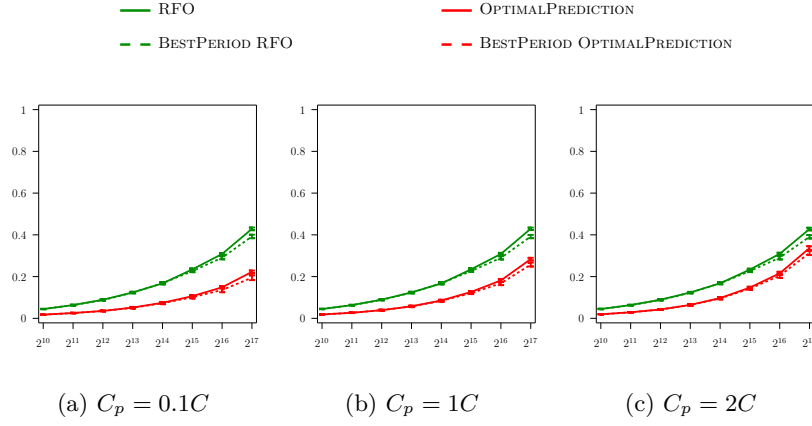 RFO OPTIMALPREDICTION
BESTPERIOD RFO BESTPERIOD OPTIMALPREDICTION
1 1 1
0.8 0.8 0.8
0.6 0.6 0.6
0.4 0.4 0.4
0.2 0.2 0.2
0 0 0
2^10 2^11 2^12 2^13 2^14 2^15 2^16 2^17 2^10 2^11 2^12 2^13 2^14 2^15 2^16 2^17 2^10 2^11 2^12 2^13 2^14 2^15 2^16
(a) C_p = 0.1C (b) C_p = 1C (c) C_p = 2C